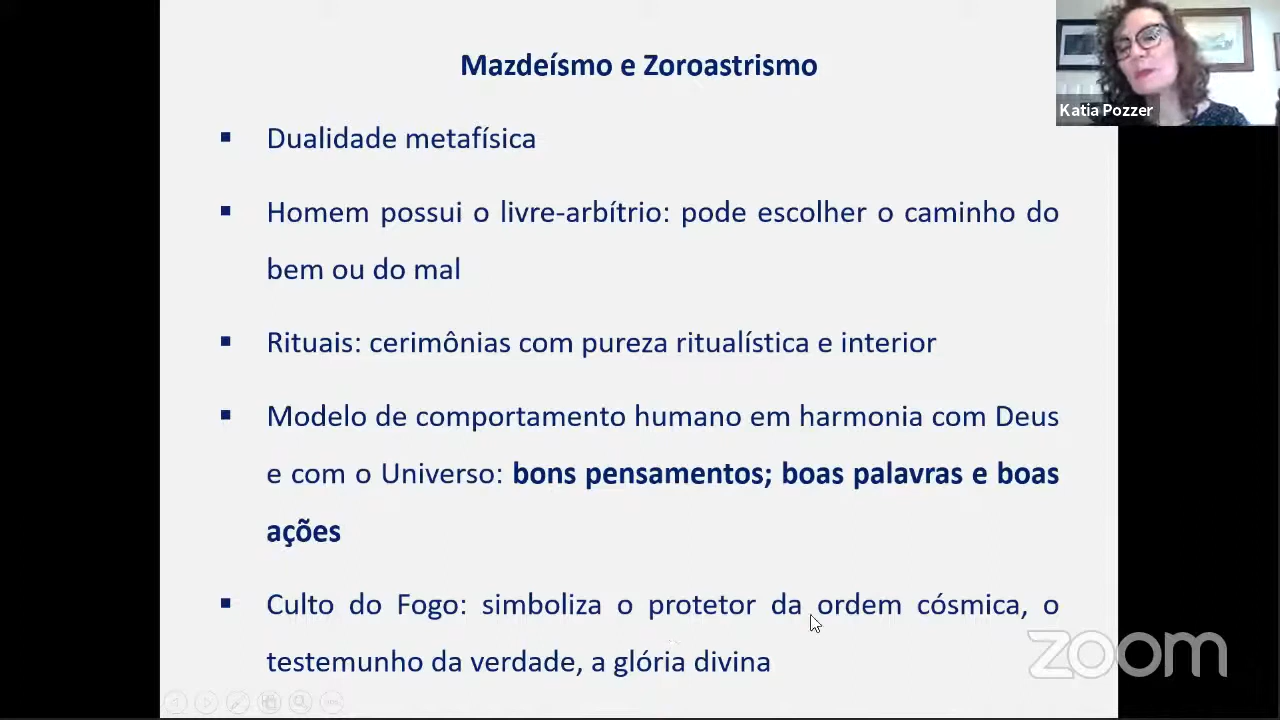 Mazdeísmo e Zoroastrismo
Katia Pozzer
▪ Dualidade metafísica
▪ Homem possui o livre-arbítrio: pode escolher o caminho do
bem ou do mal
▪ Rituais: cerimônias com pureza ritualística e interior
▪ Modelo de comportamento humano em harmonia com Deus
e com o Universo: bons pensamentos; boas palavras e boas
ações
▪ Culto do Fogo: simboliza o protetor da ordem cósmica, o
testemunho da verdade, a glória divina
zoom